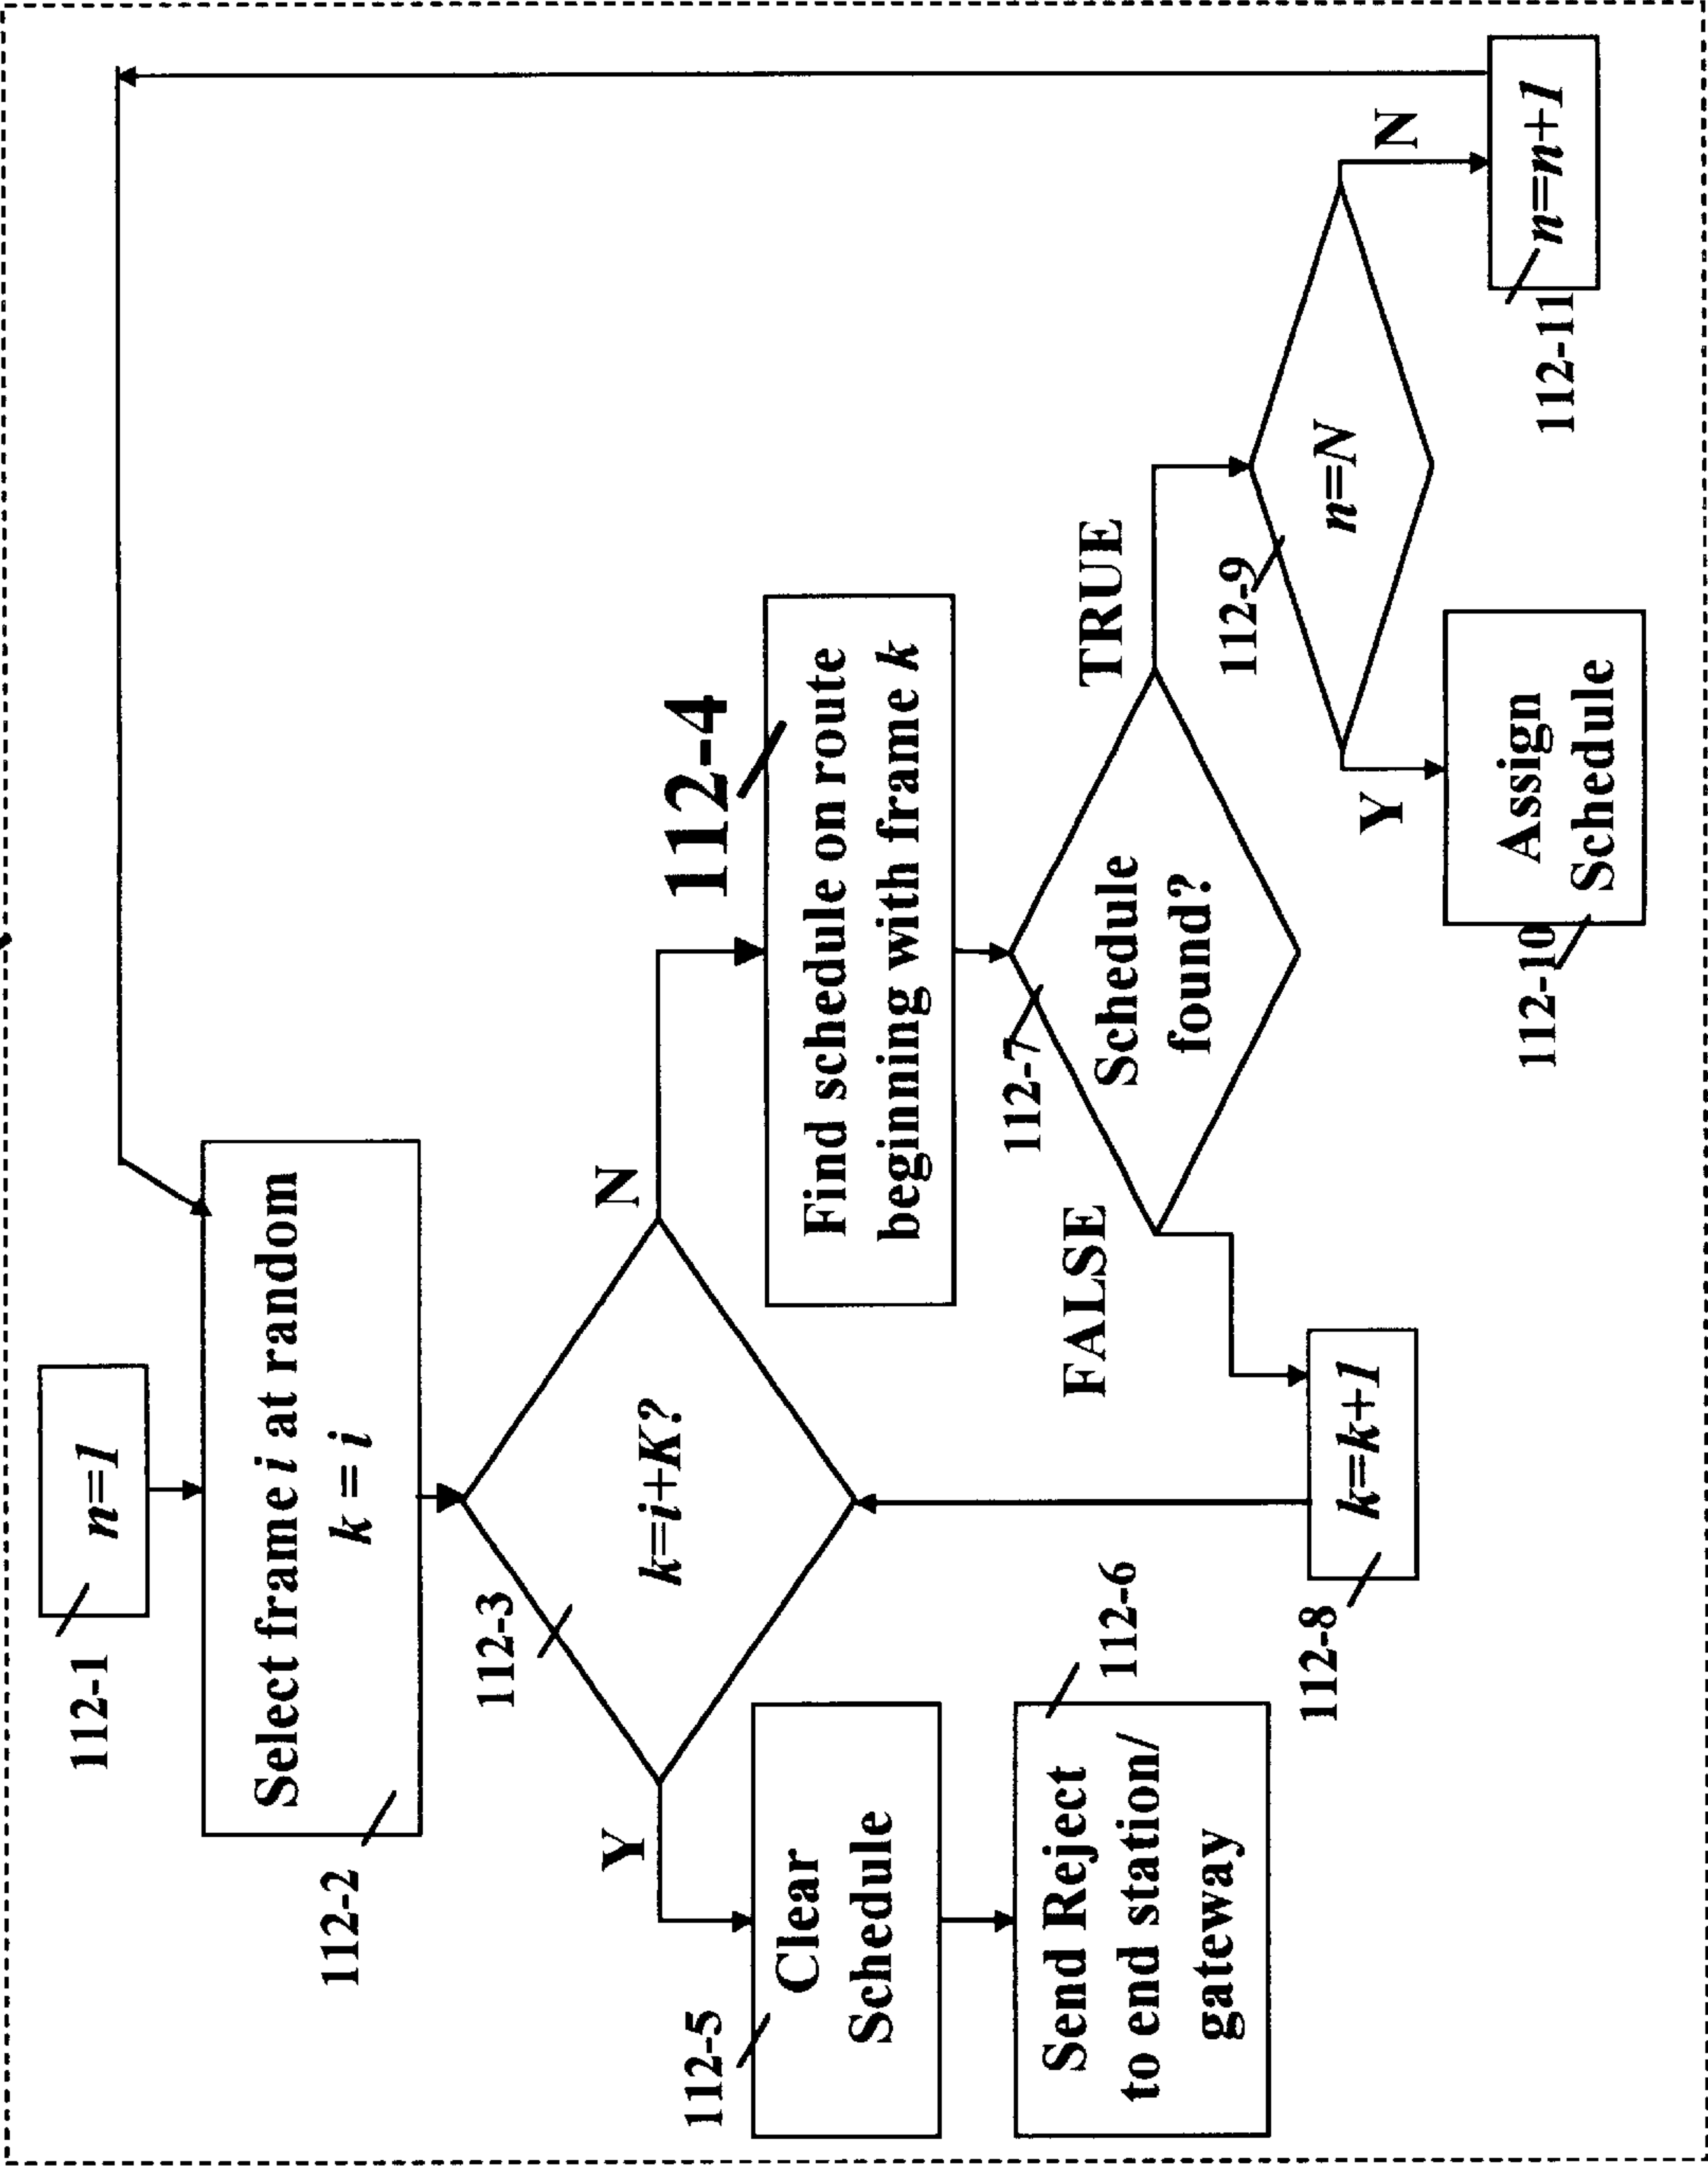 112-1
n=1
112-2
Select frame i at random
k = i
112-3
k=i+K?
Y
N
112-5
Clear
Schedule
112-4
Find schedule on route
beginning with frame k
Send Reject
to end station/
gateway
112-6
112-7
Schedule
found?
FALSE
TRUE
112-8
k=k+1
112-9
n=N
Y
N
112-10
Assign
Schedule
112-11
n=n+1